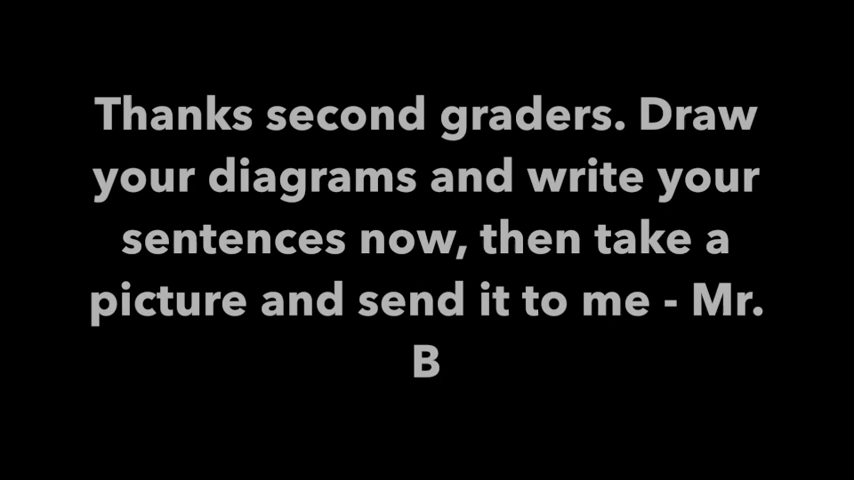 Thanks second graders. Draw
your diagrams and write your
sentences now, then take a
picture and send it to me - Mr.
B